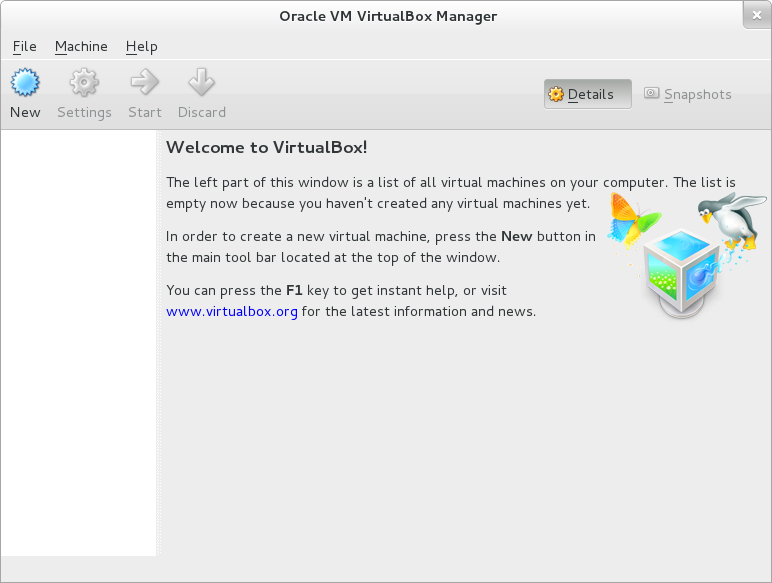 Oracle VM VirtualBox Manager
File Machine Help
New Settings Start Discard Details Snapshots
Welcome to VirtualBox!
The left part of this window is a list of all virtual machines on your computer. The list is
empty now because you haven't created any virtual machines yet.
In order to create a new virtual machine, press the New button in
the main tool bar located at the top of the window.
You can press the F1 key to get instant help, or visit
www.virtualbox.org for the latest information and news.